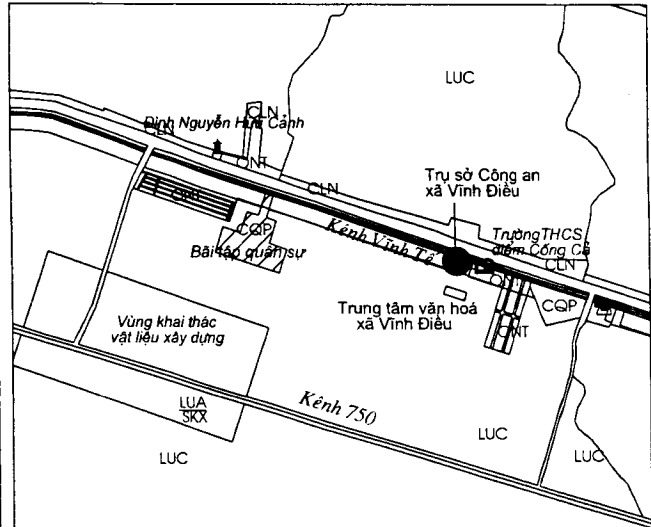 LUC
CLN
Đình Nguyễn Hữu Cảnh
CLN
ONT
CLN
Trụ sở Công an
xã Vĩnh Điều
CQP
Kênh Vĩnh Tế
Trường THCS
điểm Cống Cả
CLN
Bãi tập quân sự
Trung tâm văn hoá
xã Vĩnh Điều
CQP
ONT
Vùng khai thác
vật liệu xây dựng
LUA
SKX
Kênh 750
LUC
LUC
LUC